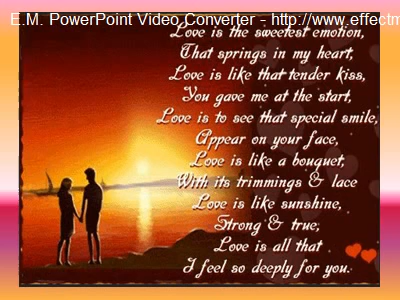 E.M. PowerPoint Video Converter - http://www.effectm
Love is the sweetest emotion,
That springs in my heart,
Love is like that tender kiss,
You gave me at the start,
Love is to see that special smile,
Appear on your face,
Love is like a bouquet,
With its trimmings & lace
Love is like sunshine,
Strong & true,
Love is all that
I feel so deeply for you.